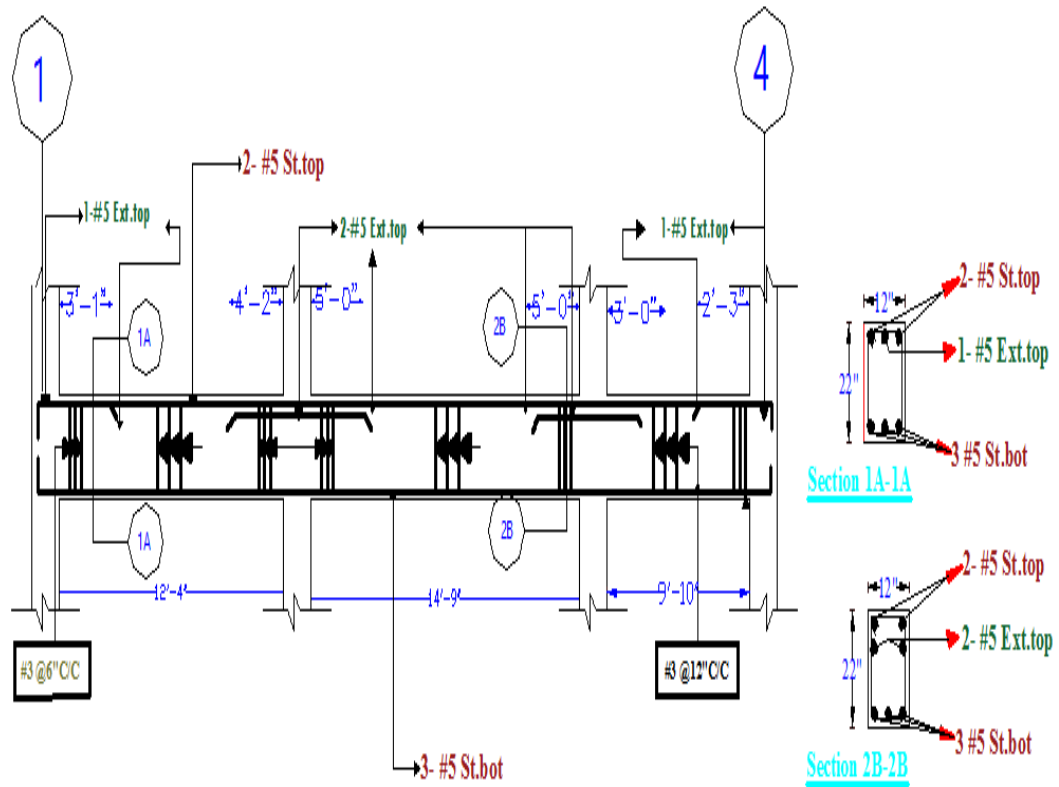 1
4
2- #5 St.top
1-#5 Ext.top
2-#5 Ext.top
1-#5 Ext.top
3'-1"
4'-2"
5'-0"
5'-0"
3'-0"
2'-3"
1A
2B
1A
2B
12'-4"
14'-9"
9'-10"
#3 @6"C/C
#3 @12"C/C
3- #5 St.bot
2- #5 St.top
12"
1- #5 Ext.top
22"
3 #5 St.bot
Section 1A-1A
2- #5 St.top
12"
2- #5 Ext.top
22"
3 #5 St.bot
Section 2B-2B